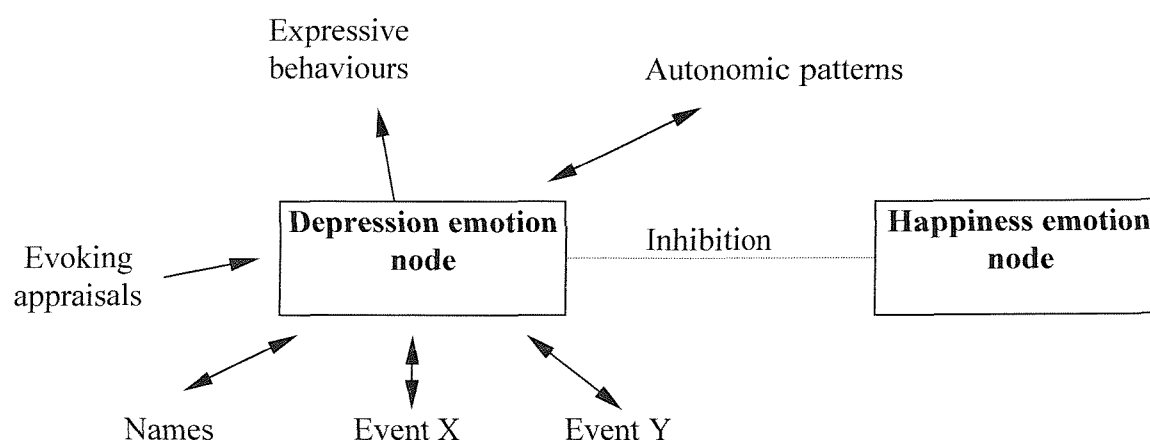 Expressive
behaviours
Autonomic patterns
Depression emotion
node
Inhibition
Happiness emotion
node
Evoking
appraisals
Names
Event X
Event Y